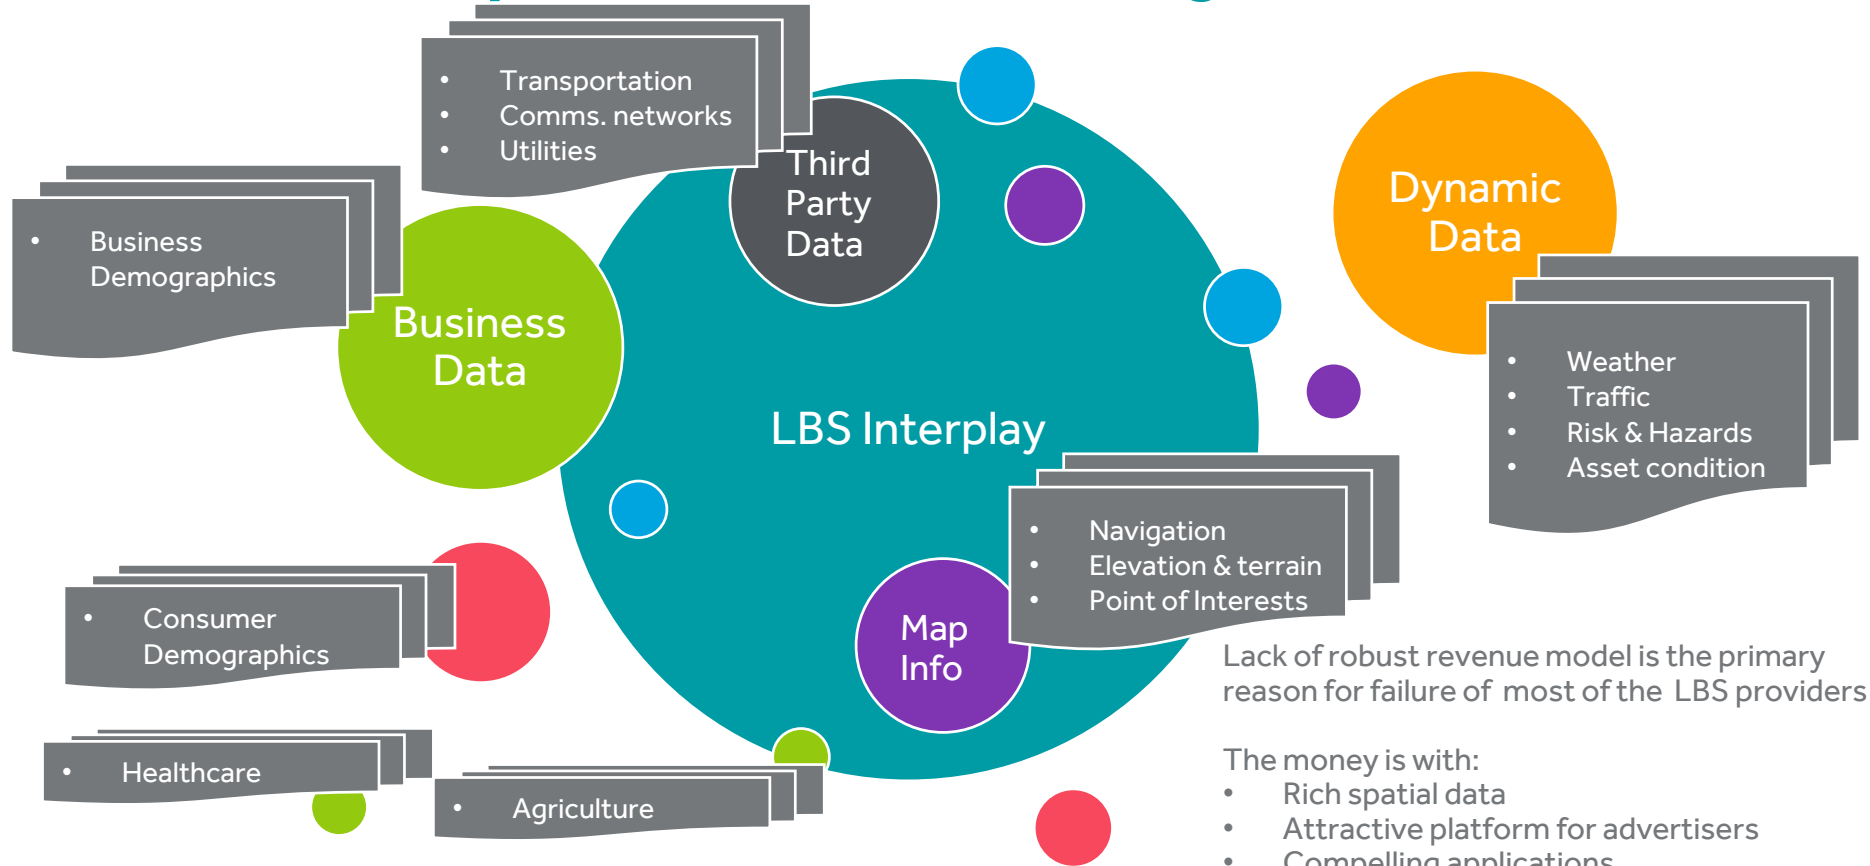 • Transportation
• Comms. networks
• Utilities
Third
Party
Data
Dynamic
Data
• Business
Demographics
Business
Data
• Weather
• Traffic
• Risk & Hazards
• Asset condition
LBS Interplay
• Navigation
• Elevation & terrain
• Point of Interests
Map
Info
• Consumer
Demographics
• Healthcare
• Agriculture
Lack of robust revenue model is the primary
reason for failure of most of the LBS providers
The money is with:
• Rich spatial data
• Attractive platform for advertisers
• Compelling applications